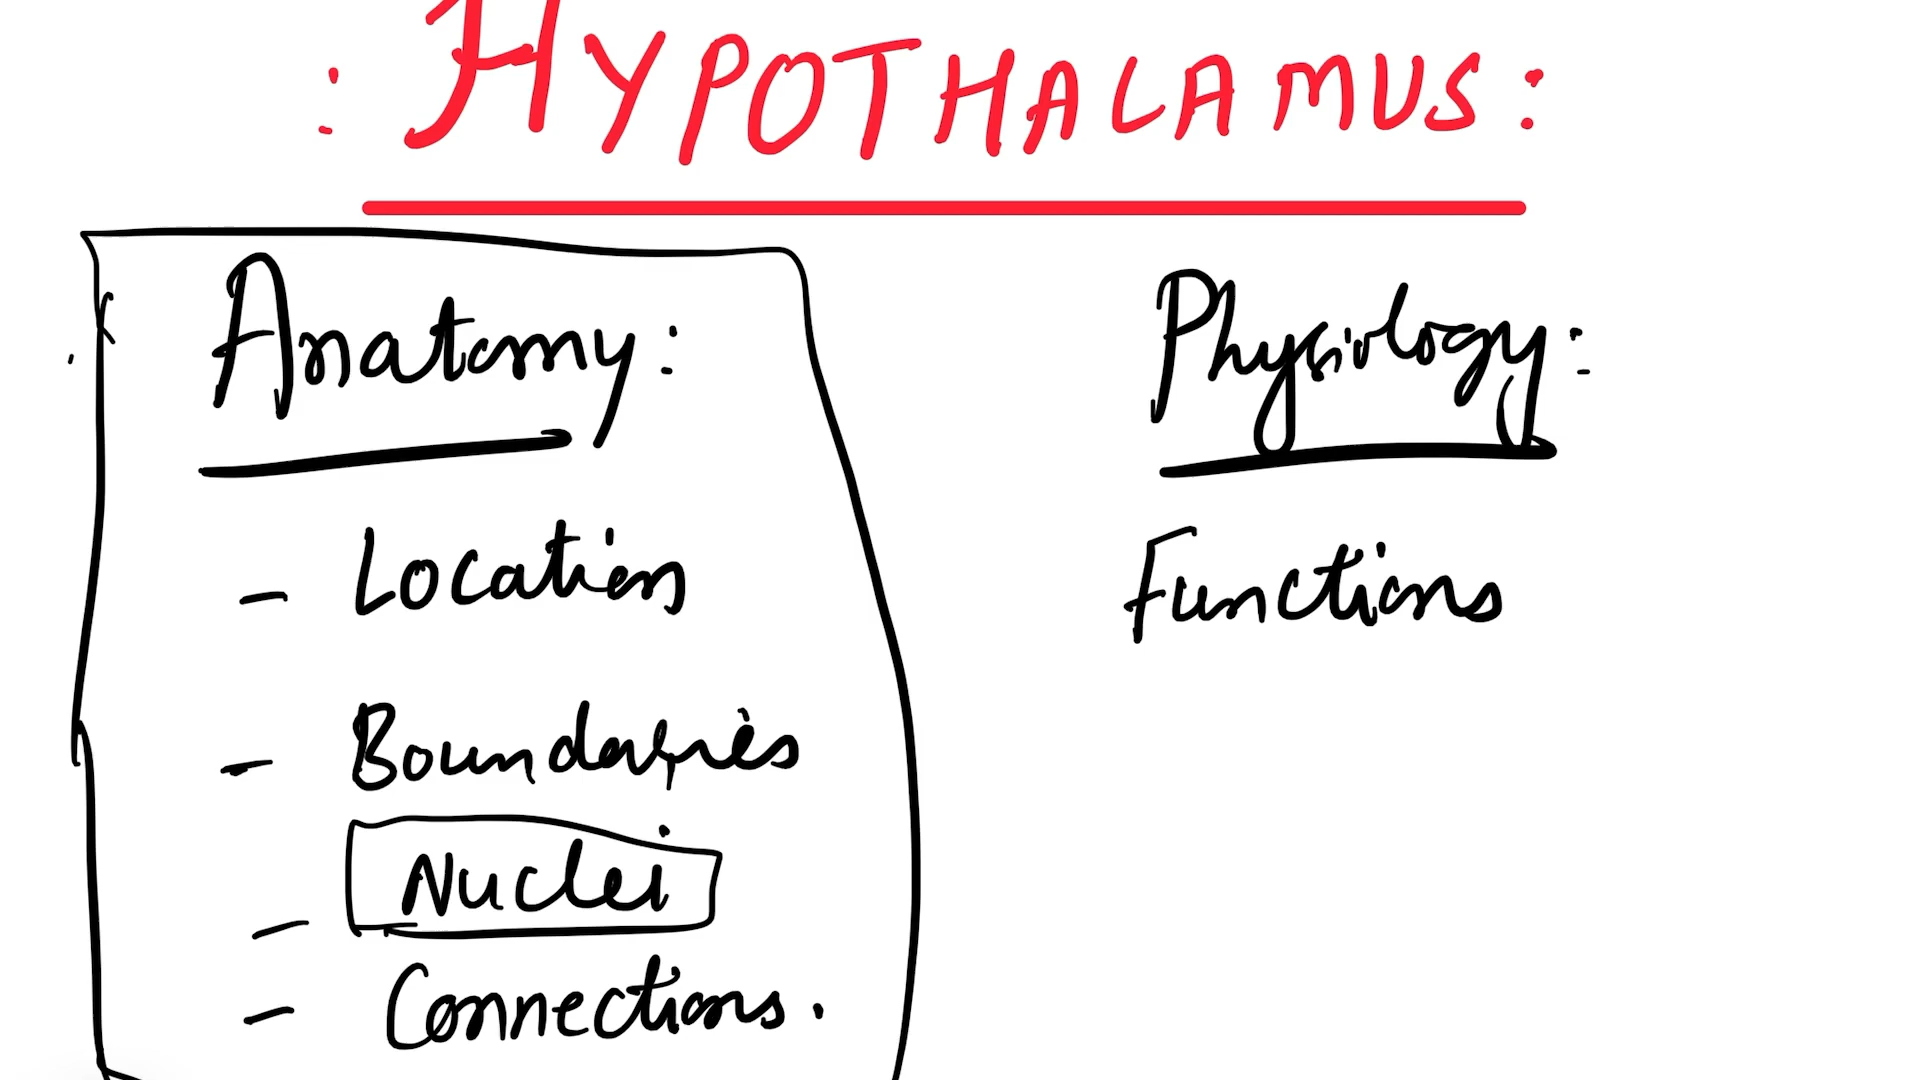 : HYPOTHALAMUS :
Anatomy :
- Location
- Boundaries
- Nuclei
- Connections.
Physiology :
Functions